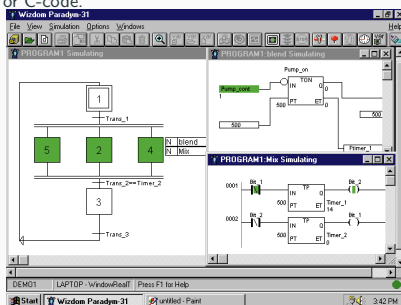 or C-code.
Wizdom Paradym-31
File View Simulation Options Windows Help
PROGRAM1 Simulating
1
Trans_1
5 2 4
N blend
N Mix
Trans_2==Timer_2
3
Trans_3
PROGRAM1:blend Simulating
Pump_on
TON
Pump_cont IN Q 0
1
500 PT ET 0
500
500
Ptimer_1
PROGRAM1:Mix Simulating
Bit_1 TP Bit_2
0001 IN Q
500 PT ET Timer_1
14
Bit_2 TP Bit_1
0002 IN Q
500 PT ET Timer_2
0
DEMO1 LAPTOP - WindowRealT Press F1 for Help
Start Wizdom Paradym-31 untitled - Paint 3:42 PM